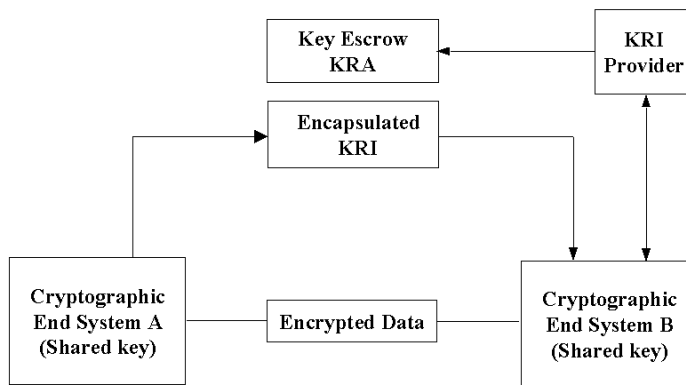 Key Escrow
KRA
KRI
Provider
Encapsulated
KRI
Cryptographic
End System A
(Shared key)
Encrypted Data
Cryptographic
End System B
(Shared key)